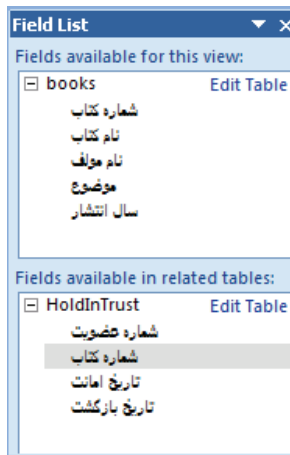 Field List
Fields available for this view:
books Edit Table
شماره کتاب
نام کتاب
نام مولف
موضوع
سال انتشار
Fields available in related tables:
HoldInTrust Edit Table
شماره عضویت
شماره کتاب
تاریخ امانت
تاریخ بازگشت